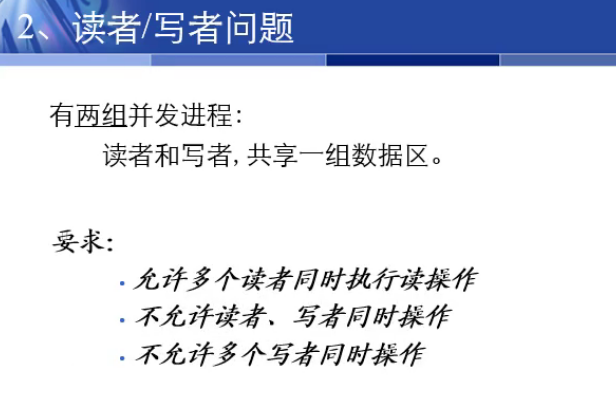 2、读者/写者问题
有两组并发进程:
读者和写者,共享一组数据区。
要求:
· 允许多个读者同时执行读操作
· 不允许读者、写者同时操作
· 不允许多个写者同时操作